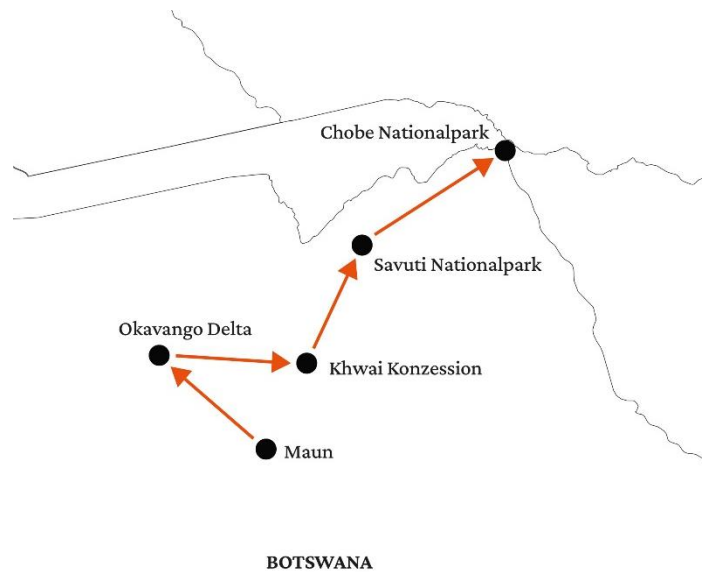 Chobe Nationalpark
Savuti Nationalpark
Okavango Delta
Khwai Konzession
Maun
BOTSWANA